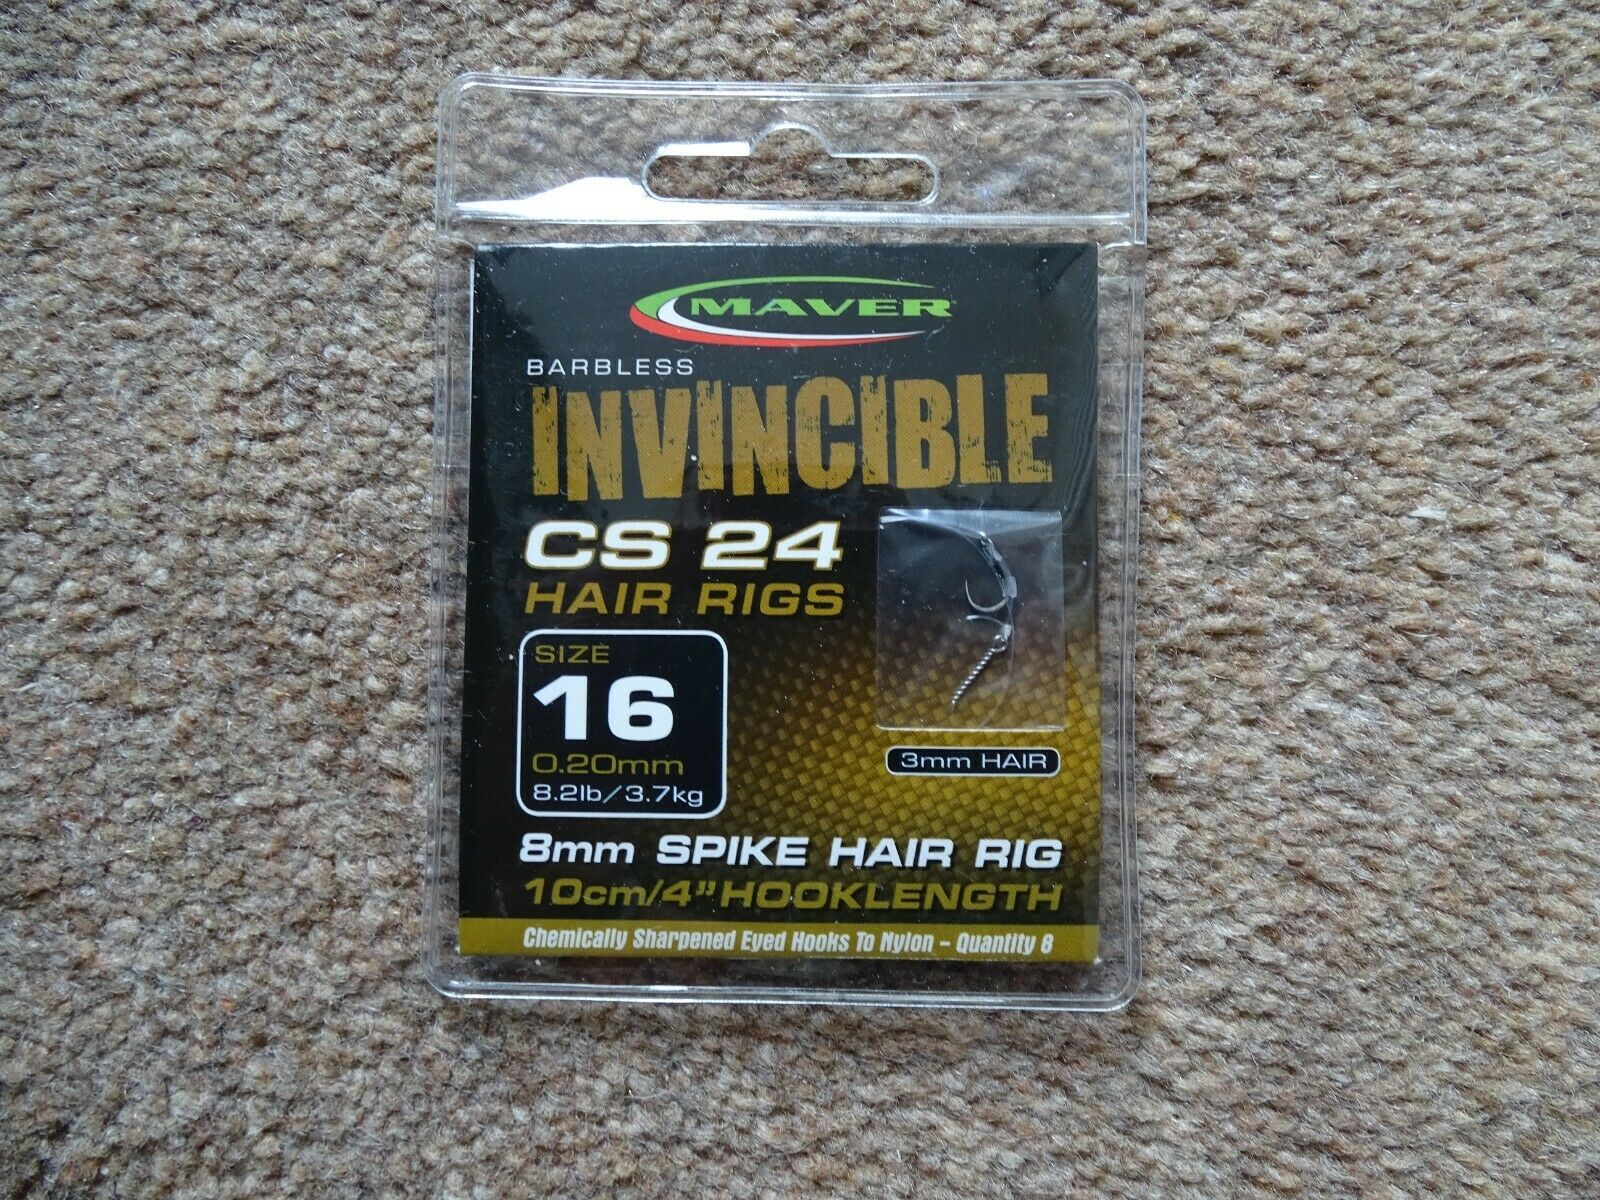 MAVER
BARBLESS
INVINCIBLE
CS 24
HAIR RIGS
SIZE
16
0.20mm
8.2lb/3.7kg
3mm HAIR
8mm SPIKE HAIR RIG
10cm/4" HOOKLENGTH
Chemically Sharpened Eyed Hooks To Nylon – Quantity 8